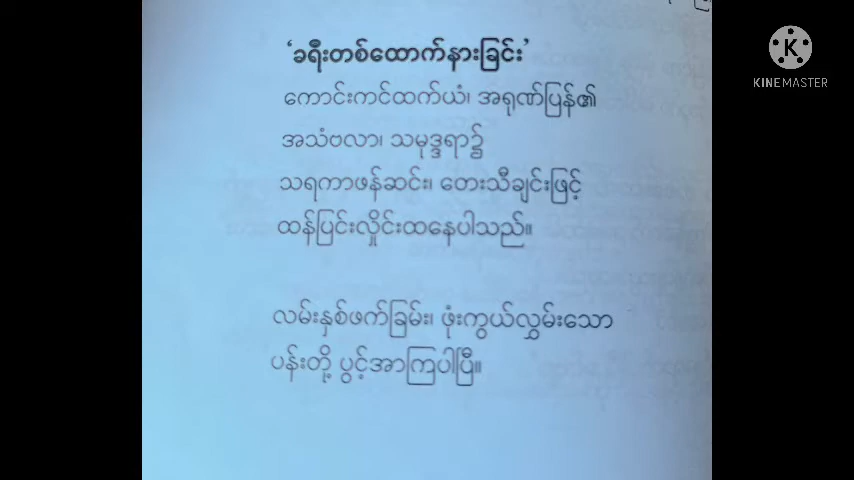 ‘ခရီးတစ်ထောက်နားခြင်း’
ကောင်းကင်ထက်ယံ၊ အရုဏ်ပြန်၏
အသံဗလာ၊ သမုဒ္ဒရာ၌
သရကာဖန်ဆင်း၊ တေးသီချင်းဖြင့်
ထန်ပြင်းလှိုင်းထနေပါသည်။
လမ်းနှစ်ဖက်ခြမ်း၊ ဖုံးကွယ်လွှမ်းသော
ပန်းတို့ ပွင့်အာကြပါပြီ။
KINEMASTER